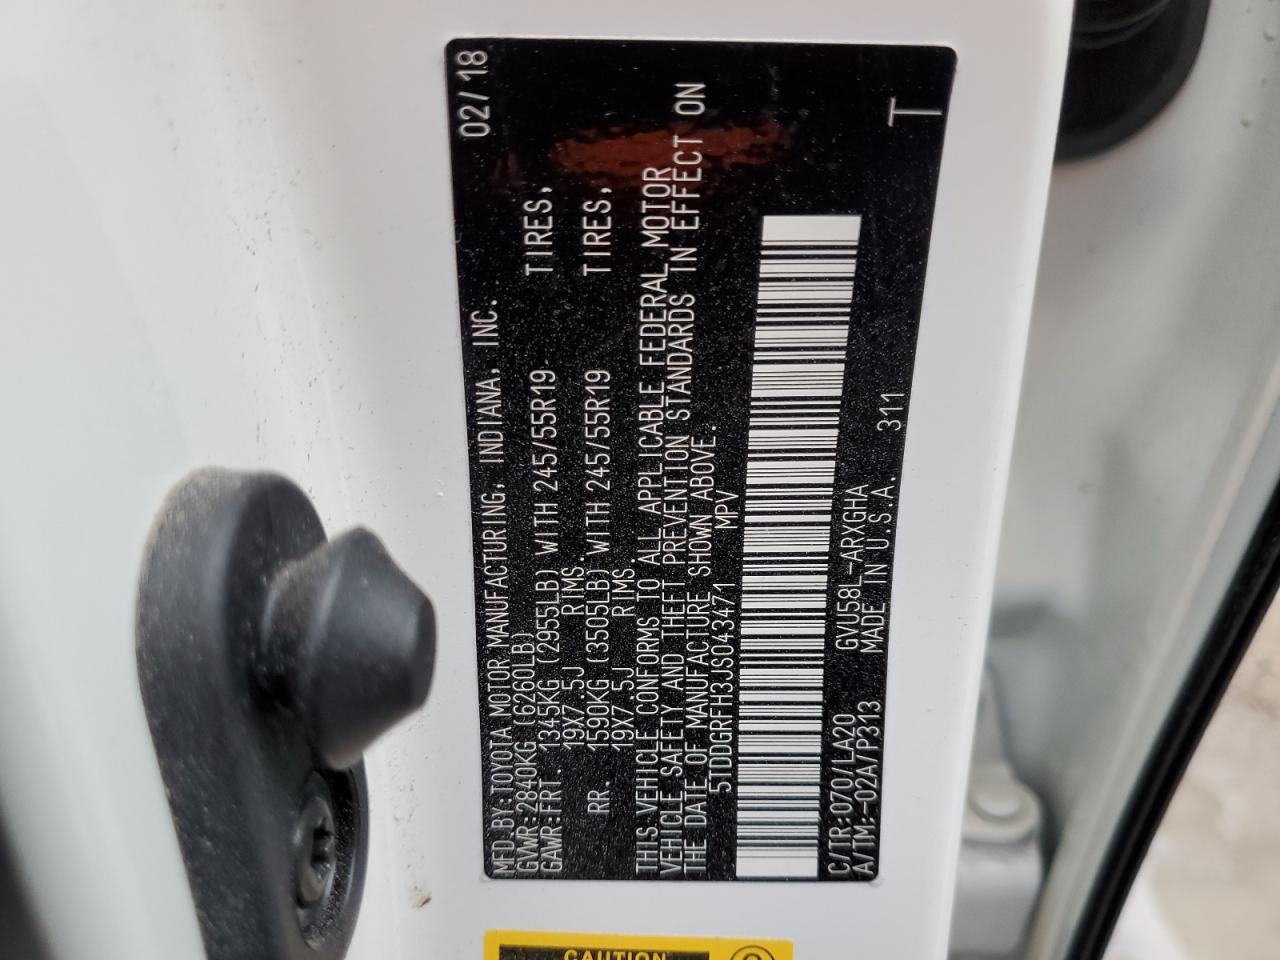 MFD BY:TOYOTA MOTOR MANUFACTURING, INDIANA, INC. 02/18
GVWR:2840KG (6260LB)
GAWR:FRT. 1345KG (2955LB) WITH 245/55R19 TIRES,
19X7.5J RIMS.
RR. 1590KG (3505LB) WITH 245/55R19 TIRES,
19X7.5J RIMS.
THIS VEHICLE CONFORMS TO ALL APPLICABLE FEDERAL MOTOR
VEHICLE SAFETY AND THEFT PREVENTION STANDARDS IN EFFECT ON
THE DATE OF MANUFACTURE SHOWN ABOVE.
5TDDGRFH3JS043471 MPV
C/TR:070/LA20 GVU58L-ARXGHA
A/TM:-02A/P313 MADE IN U.S.A. 311 T
CAUTION